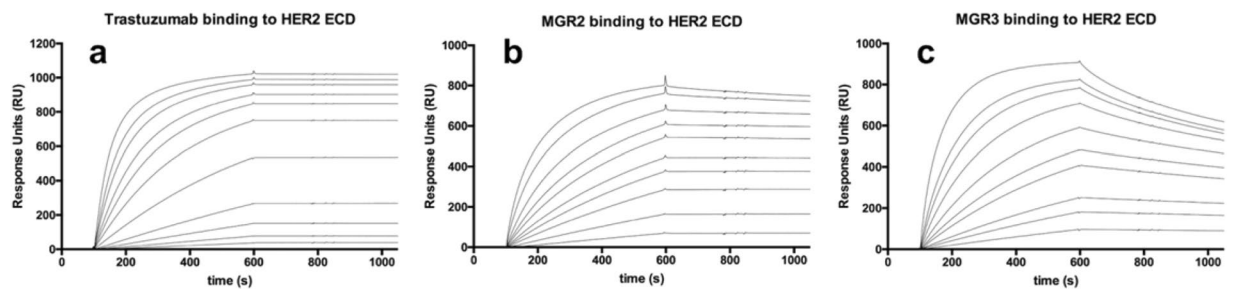 Trastuzumab binding to HER2 ECD
a
Response Units (RU)
1200
1000
800
600
400
200
0
0 200 400 600 800 1000
time (s)
MGR2 binding to HER2 ECD
b
Response Units (RU)
1000
800
600
400
200
0
0 200 400 600 800 1000
time (s)
MGR3 binding to HER2 ECD
c
Response Units (RU)
1000
800
600
400
200
0
0 200 400 600 800 1000
time (s)